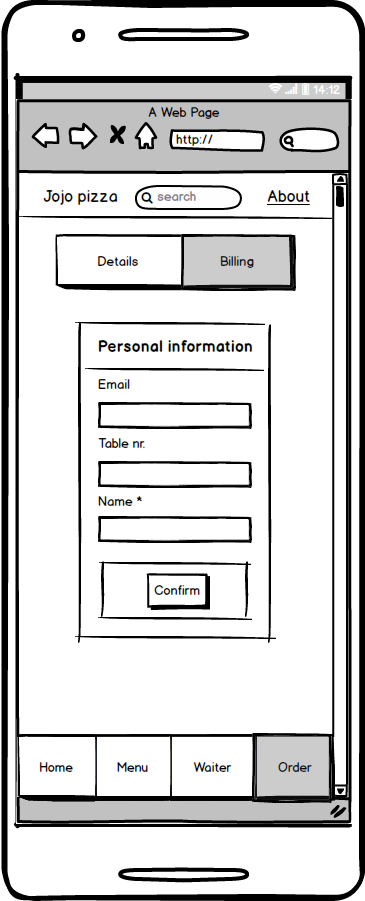 14:12
A Web Page
http://
Jojo pizza search About
Details Billing
Personal information
Email
Table nr.
Name *
Confirm
Home Menu Waiter Order